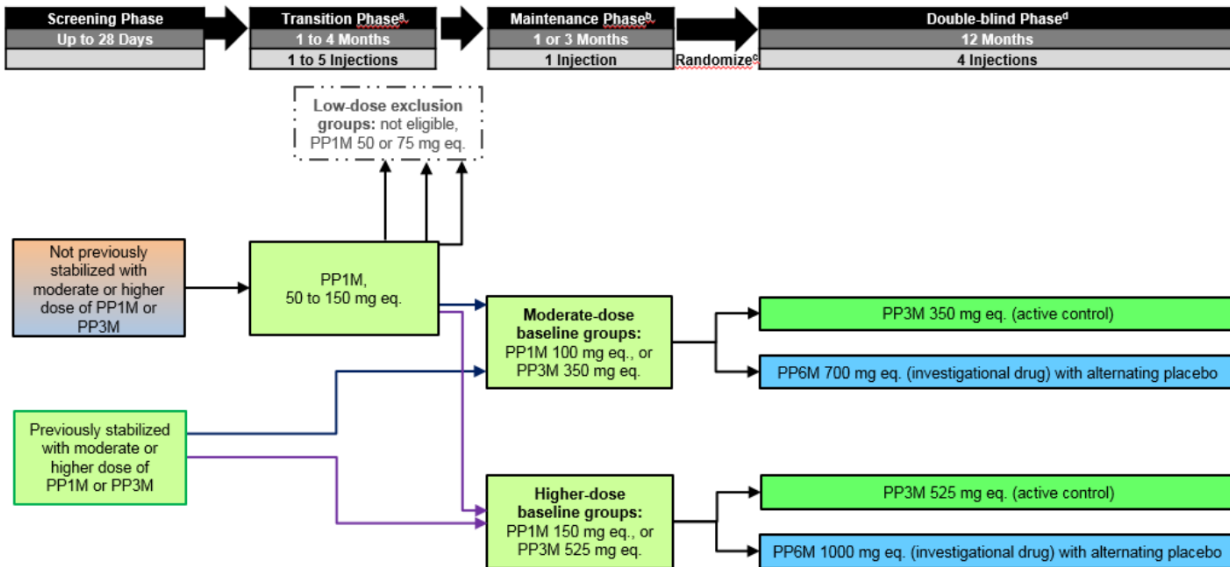 Screening Phase
Up to 28 Days
Transition Phaseᵃ
1 to 4 Months
1 to 5 Injections
Maintenance Phaseᵇ
1 or 3 Months
1 Injection
Randomizeᶜ
Double-blind Phaseᵈ
12 Months
4 Injections
Low-dose exclusion
groups: not eligible,
PP1M 50 or 75 mg eq.
Not previously
stabilized with
moderate or higher
dose of PP1M or
PP3M
PP1M,
50 to 150 mg eq.
Moderate-dose
baseline groups:
PP1M 100 mg eq., or
PP3M 350 mg eq.
PP3M 350 mg eq. (active control)
PP6M 700 mg eq. (investigational drug) with alternating placebo
Previously stabilized
with moderate or
higher dose of
PP1M or PP3M
Higher-dose
baseline groups:
PP1M 150 mg eq., or
PP3M 525 mg eq.
PP3M 525 mg eq. (active control)
PP6M 1000 mg eq. (investigational drug) with alternating placebo